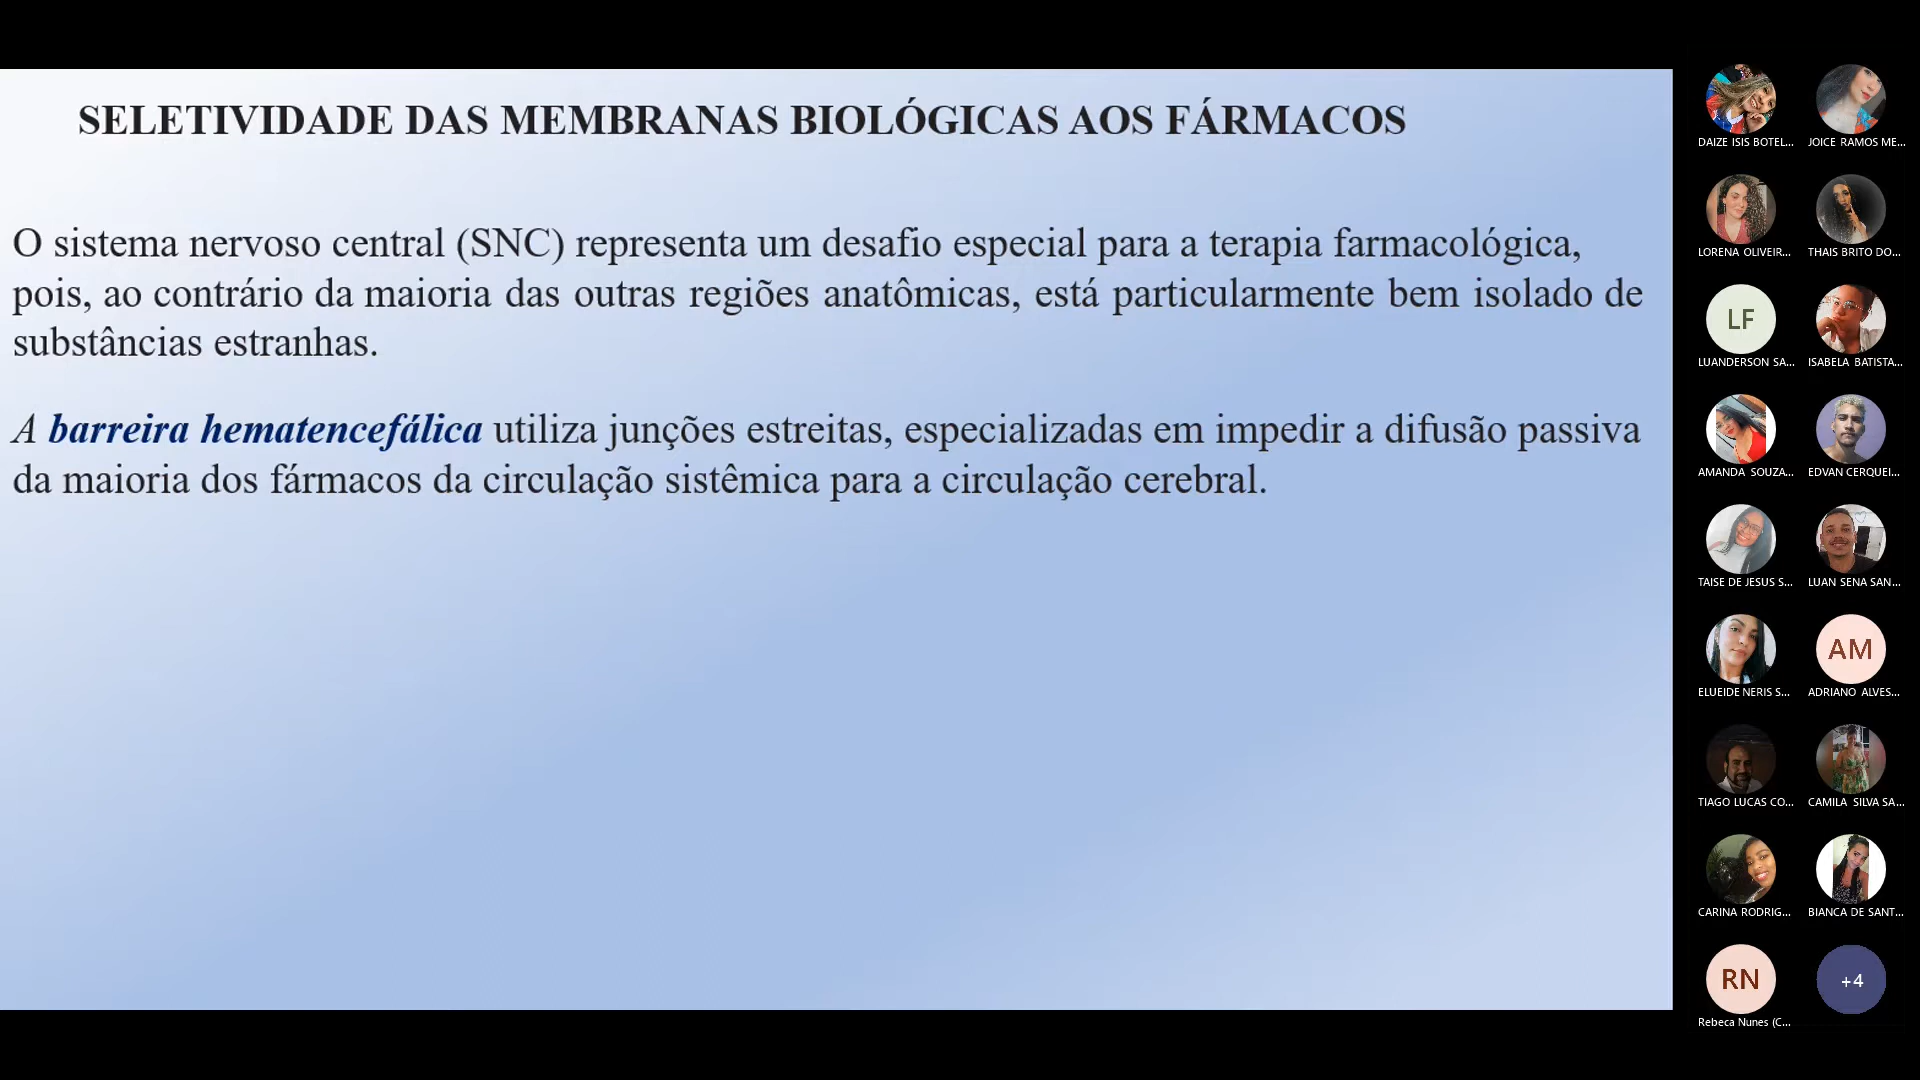 SELETIVIDADE DAS MEMBRANAS BIOLÓGICAS AOS FÁRMACOS
O sistema nervoso central (SNC) representa um desafio especial para a terapia farmacológica,
pois, ao contrário da maioria das outras regiões anatômicas, está particularmente bem isolado de
substâncias estranhas.
A barreira hematencefálica utiliza junções estreitas, especializadas em impedir a difusão passiva
da maioria dos fármacos da circulação sistêmica para a circulação cerebral.
DAIZE ISIS BOTEL...
JOICE RAMOS ME...
LORENA OLIVEIR...
THAIS BRITO DO...
LF
LUANDERSON SA...
ISABELA BATISTA...
AMANDA SOUZA...
EDVAN CERQUEI...
TAISE DE JESUS S...
LUAN SENA SAN...
ELUEIDE NERIS S...
AM
ADRIANO ALVES...
TIAGO LUCAS CO...
CAMILA SILVA SA...
CARINA RODRIG...
BIANCA DE SANT...
RN
Rebeca Nunes (C...
+4